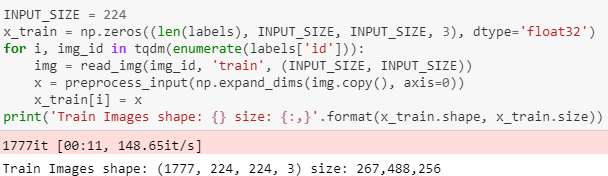 INPUT_SIZE = 224
x_train = np.zeros((len(labels), INPUT_SIZE, INPUT_SIZE, 3), dtype='float32')
for i, img_id in tqdm(enumerate(labels['id'])):
    img = read_img(img_id, 'train', (INPUT_SIZE, INPUT_SIZE))
    x = preprocess_input(np.expand_dims(img.copy(), axis=0))
    x_train[i] = x
print('Train Images shape: {} size: {:,}'.format(x_train.shape, x_train.size))
1777it [00:11, 148.65it/s]
Train Images shape: (1777, 224, 224, 3) size: 267,488,256